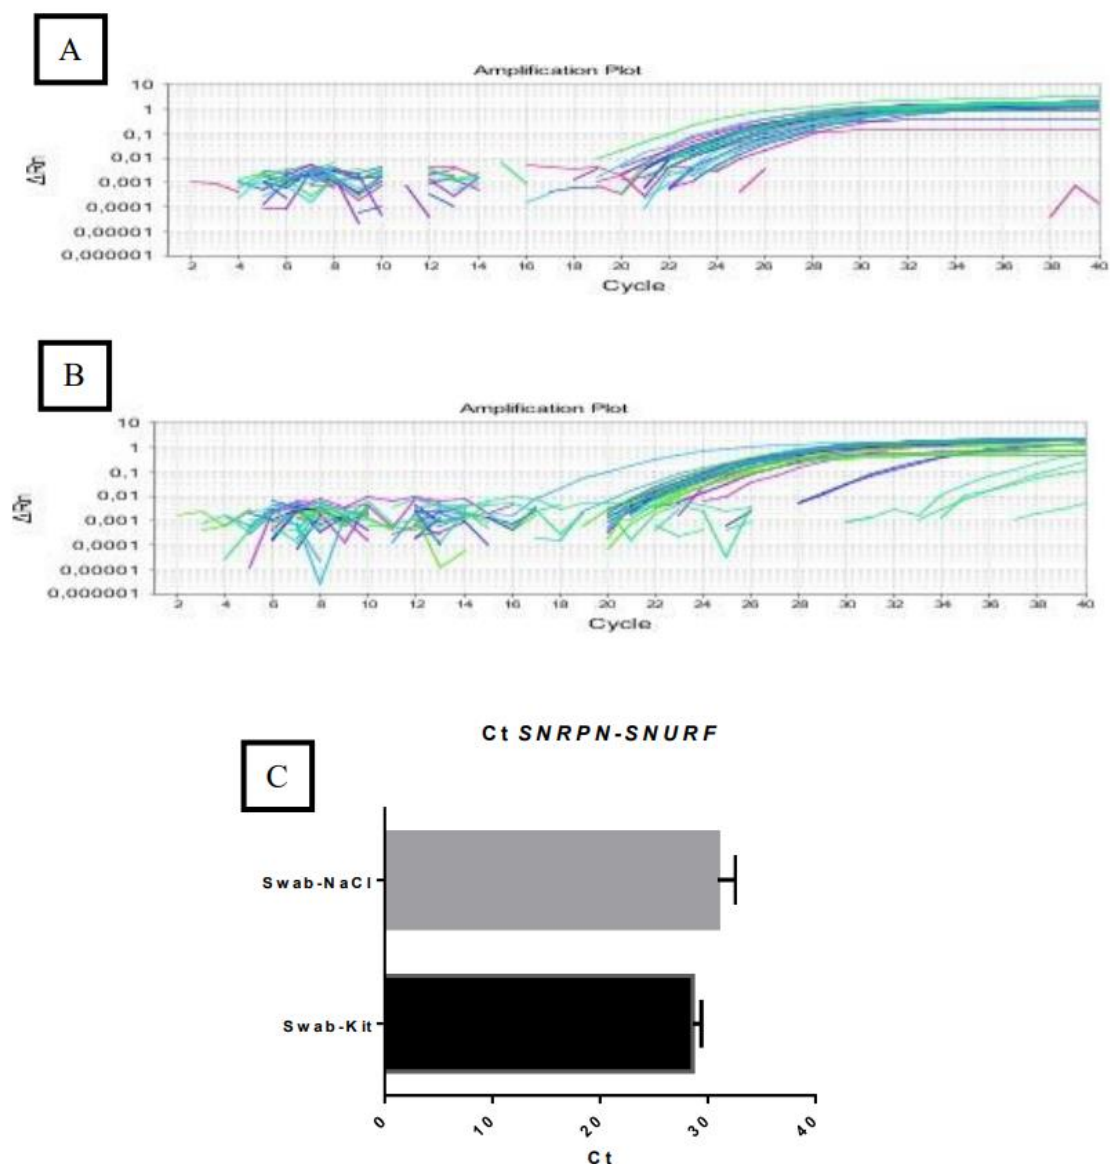 A
Amplification Plot
ΔRn
10
1
0,1
0,01
0,001
0,0001
0,00001
0,000001
2 4 6 8 10 12 14 16 18 20 22 24 26 28 30 32 34 36 38 40
Cycle
B
Amplification Plot
ΔRn
10
1
0,1
0,01
0,001
0,0001
0,00001
0,000001
2 4 6 8 10 12 14 16 18 20 22 24 26 28 30 32 34 36 38 40
Cycle
Ct SNRPN-SNURF
C
Swab-NaCl
Swab-Kit
0 10 20 30 40
Ct